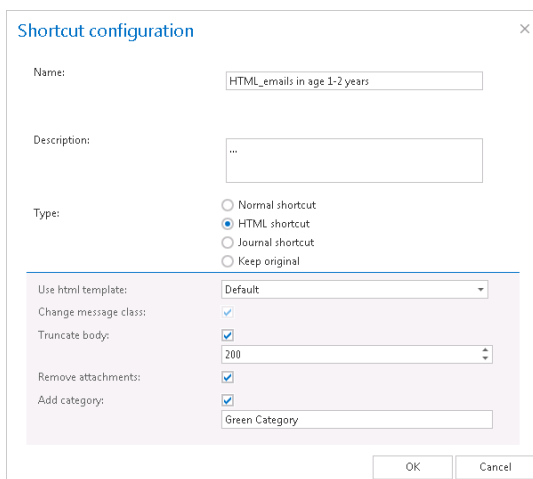 Shortcut configuration
Name:
HTML_emails in age 1-2 years
Description:
...
Type:
Normal shortcut
HTML shortcut
Journal shortcut
Keep original
Use html template:
Default
Change message class:
Truncate body:
200
Remove attachments:
Add category:
Green Category
OK
Cancel